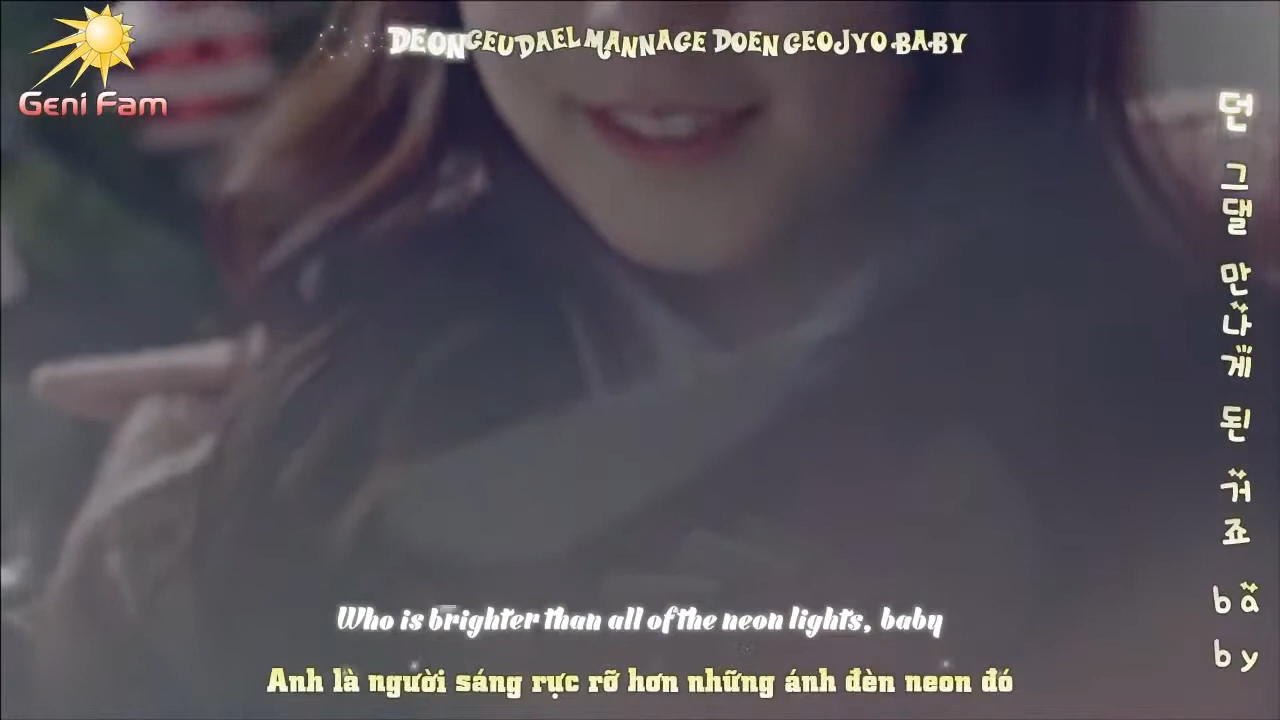 DEON GEUDAEL MANNAGE DOEN GEOJYO BABY
Geni Fam
던 그댈 만나게 된 거죠 baby
Who is brighter than all of the neon lights, baby
Anh là người sáng rực rỡ hơn những ánh đèn neon đó